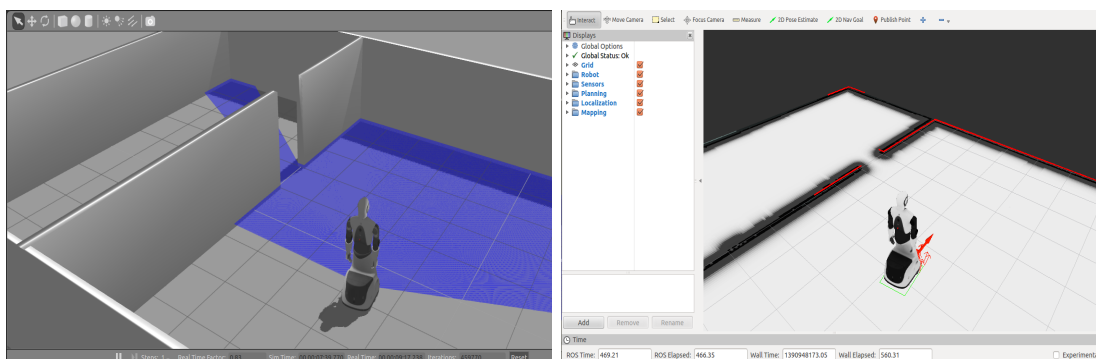 Interact Move Camera Select Focus Camera Measure 2D Pose Estimate 2D Nav Goal Publish Point
Displays
Global Options
Global Status: Ok
Grid
Robot
Sensors
Planning
Localization
Mapping
Add Remove Rename
Time
Steps: 1 Real Time Factor: Sim Time: Real Time: Iterations: Reset
ROS Time: 469.21 ROS Elapsed: 466.35 Wall Time: 1390948173.05 Wall Elapsed: 560.31